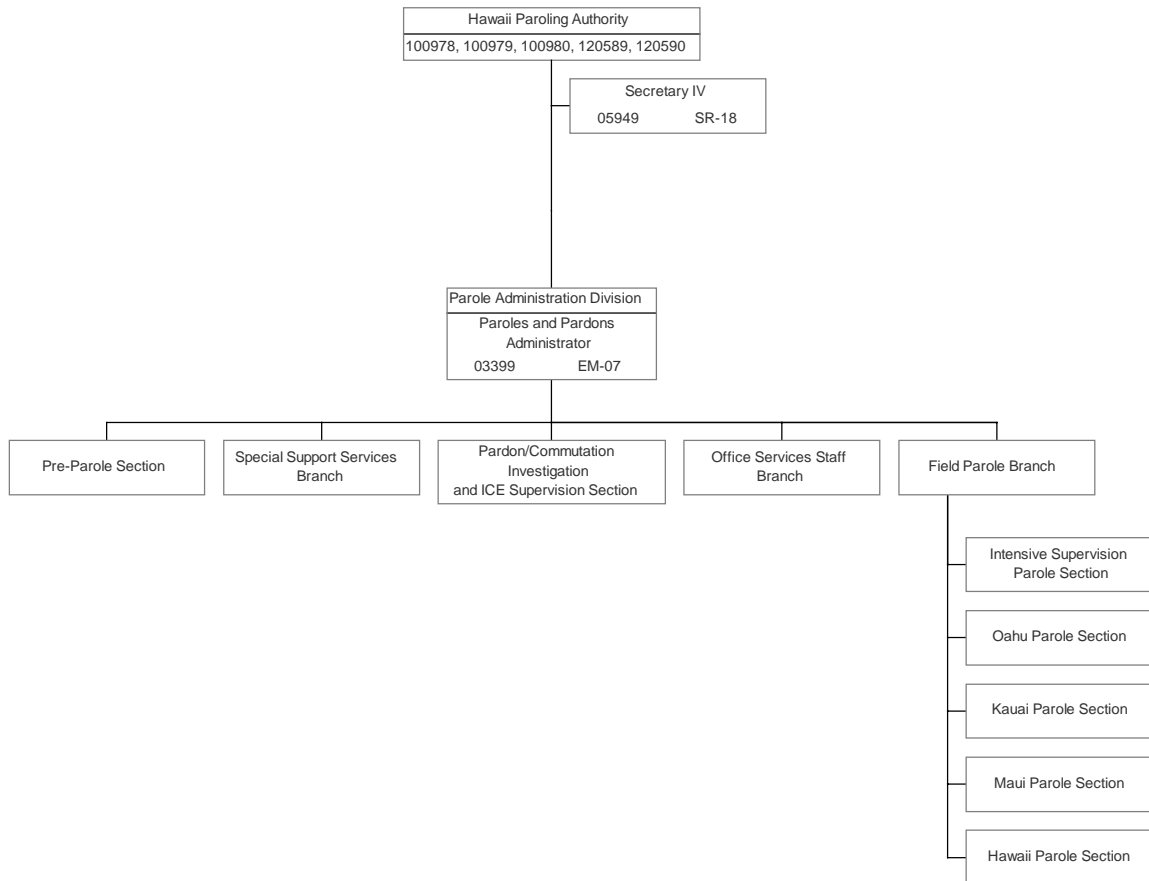 Hawaii Paroling Authority
100978, 100979, 100980, 120589, 120590
Secretary IV
05949 SR-18
Parole Administration Division
Paroles and Pardons
Administrator
03399 EM-07
Pre-Parole Section
Special Support Services
Branch
Pardon/Commutation
Investigation
and ICE Supervision Section
Office Services Staff
Branch
Field Parole Branch
Intensive Supervision
Parole Section
Oahu Parole Section
Kauai Parole Section
Maui Parole Section
Hawaii Parole Section